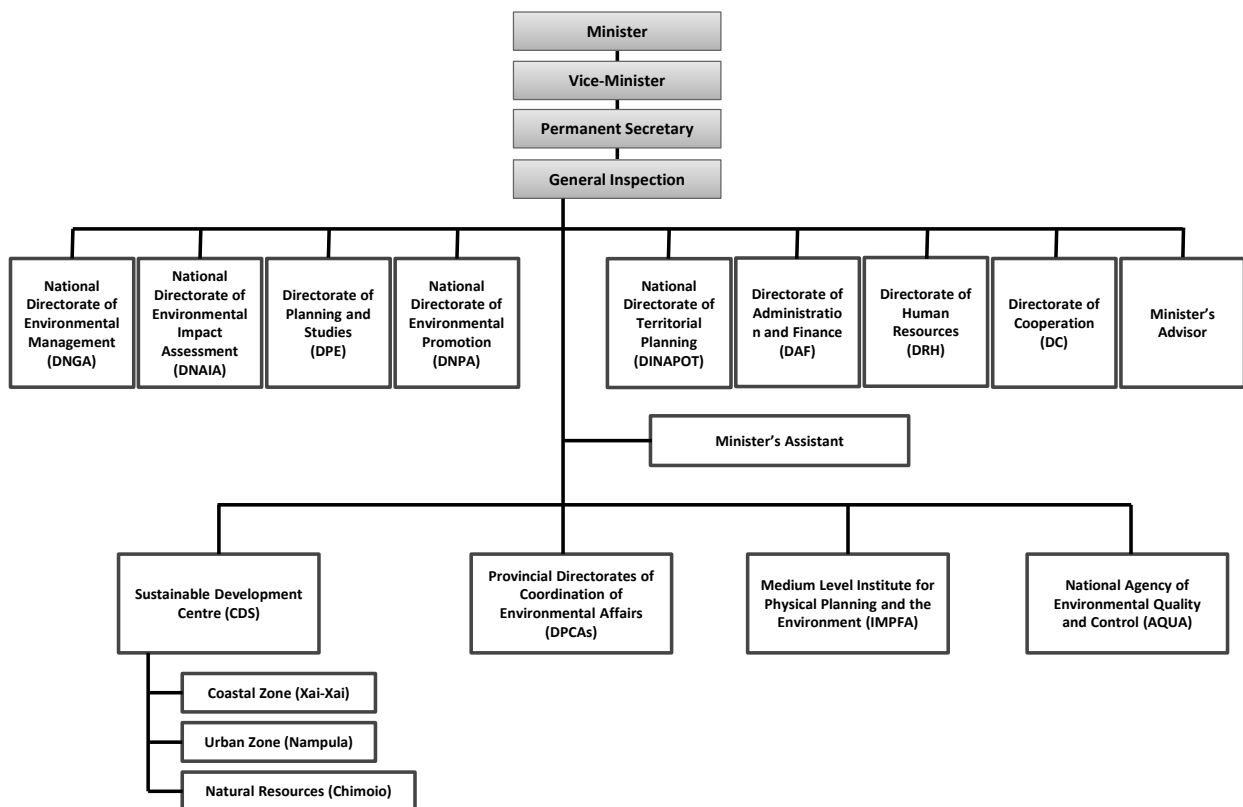 Minister
Vice-Minister
Permanent Secretary
General Inspection
National
Directorate of
Environmental
Management
(DNGA)
National
Directorate of
Environmental
Impact
Assessment
(DNAIA)
Directorate of
Planning and
Studies
(DPE)
National
Directorate of
Environmental
Promotion
(DNPA)
National
Directorate of
Territorial
Planning
(DINAPOT)
Directorate of
Administratio
n and Finance
(DAF)
Directorate of
Human
Resources
(DRH)
Directorate of
Cooperation
(DC)
Minister’s
Advisor
Minister’s Assistant
Sustainable Development
Centre (CDS)
Provincial Directorates of
Coordination of
Environmental Affairs
(DPCAs)
Medium Level Institute for
Physical Planning and the
Environment (IMPFA)
National Agency of
Environmental Quality
and Control (AQUA)
Coastal Zone (Xai-Xai)
Urban Zone (Nampula)
Natural Resources (Chimoio)